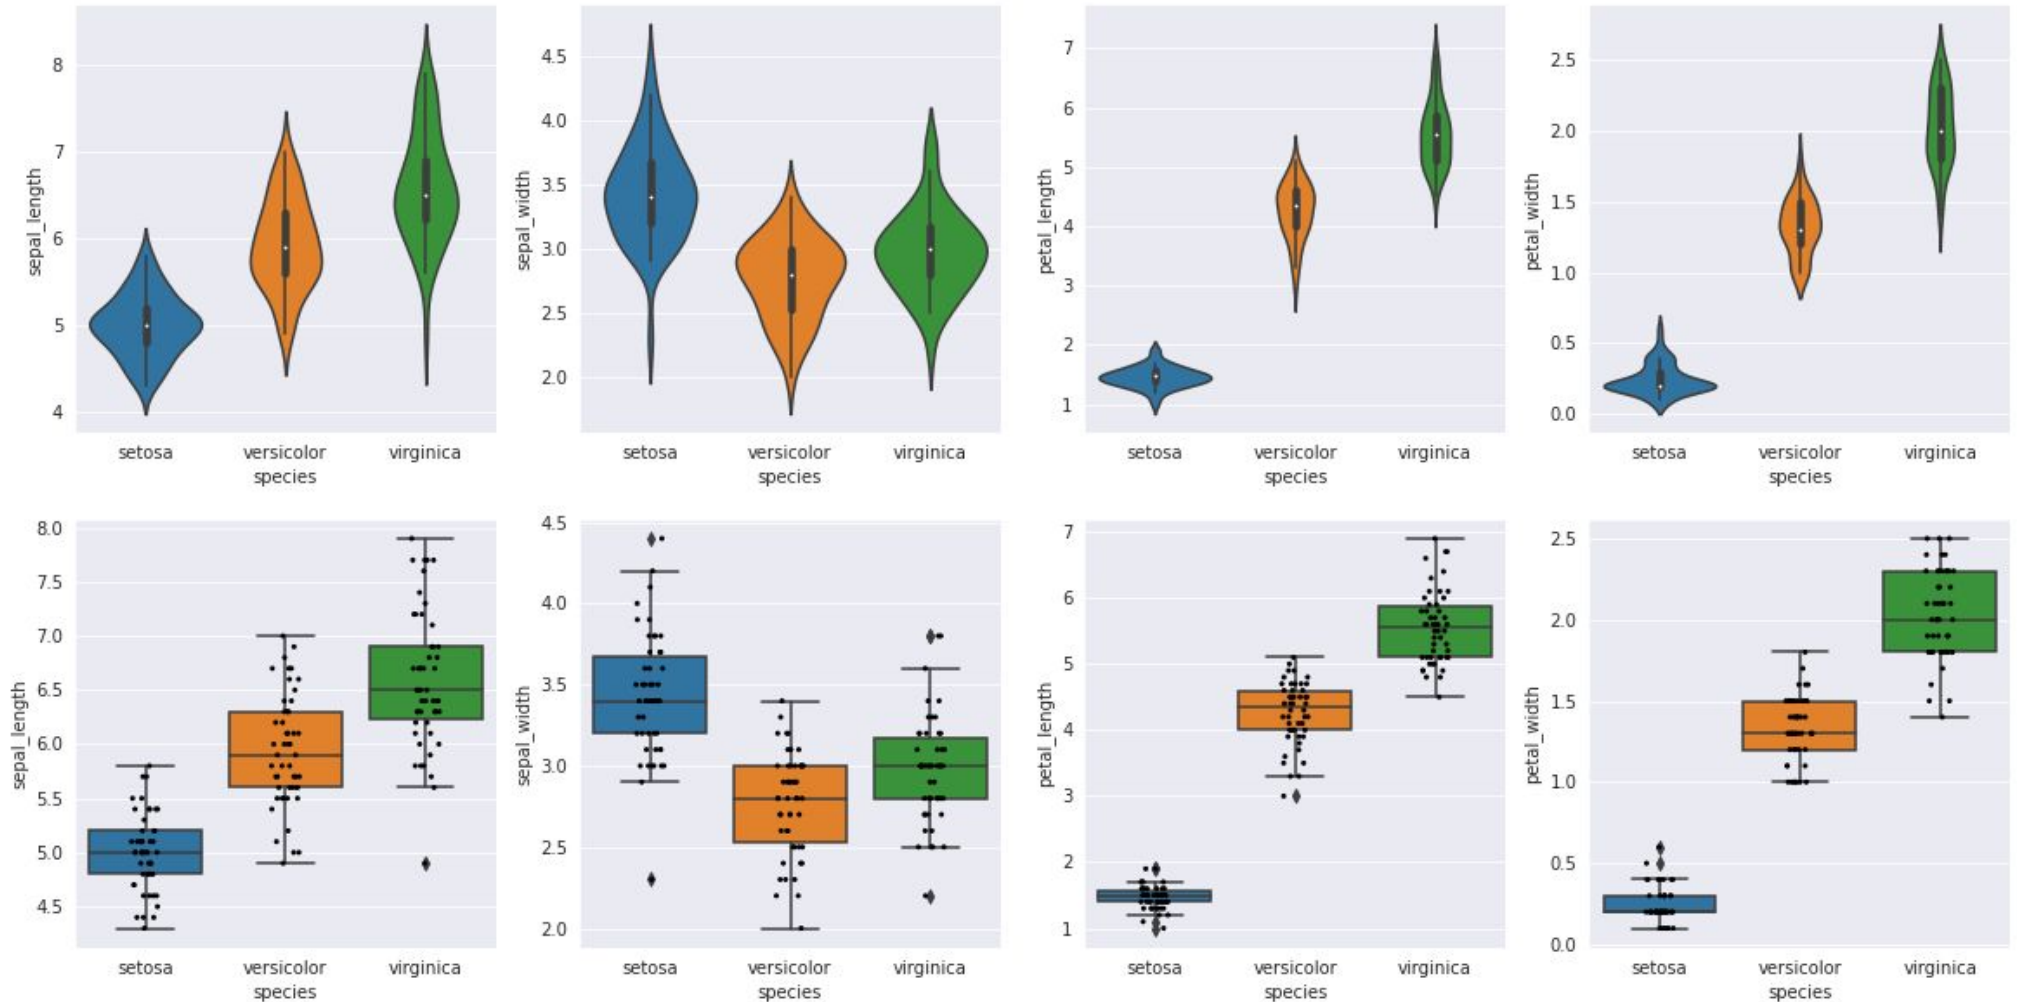 sepal_length
8
7
6
5
4
setosa versicolor virginica
species
sepal_width
4.5
4.0
3.5
3.0
2.5
2.0
setosa versicolor virginica
species
petal_length
7
6
5
4
3
2
1
setosa versicolor virginica
species
petal_width
2.5
2.0
1.5
1.0
0.5
0.0
setosa versicolor virginica
species
sepal_length
8.0
7.5
7.0
6.5
6.0
5.5
5.0
4.5
setosa versicolor virginica
species
sepal_width
4.5
4.0
3.5
3.0
2.5
2.0
setosa versicolor virginica
species
petal_length
7
6
5
4
3
2
1
setosa versicolor virginica
species
petal_width
2.5
2.0
1.5
1.0
0.5
0.0
setosa versicolor virginica
species